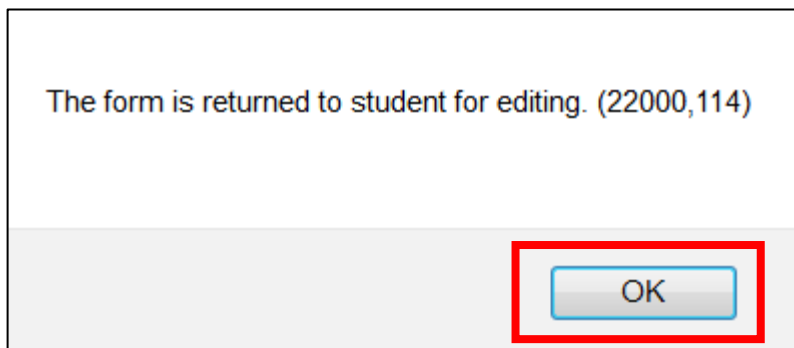 The form is returned to student for editing. (22000,114)
OK